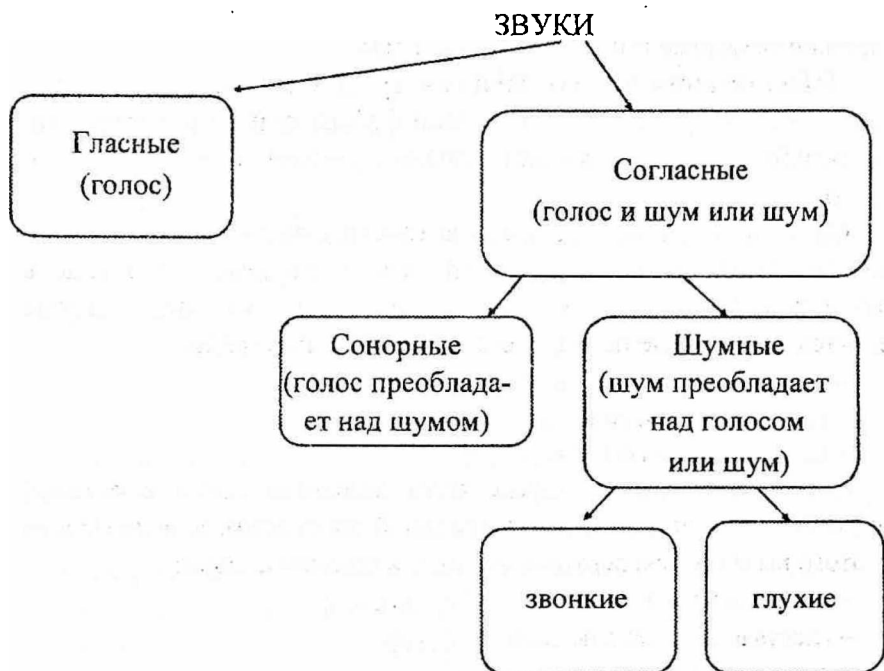 ЗВУКИ
Гласные
(голос)
Согласные
(голос и шум или шум)
Сонорные
(голос преоблада-
ет над шумом)
Шумные
(шум преобладает
над голосом
или шум)
звонкие
глухие